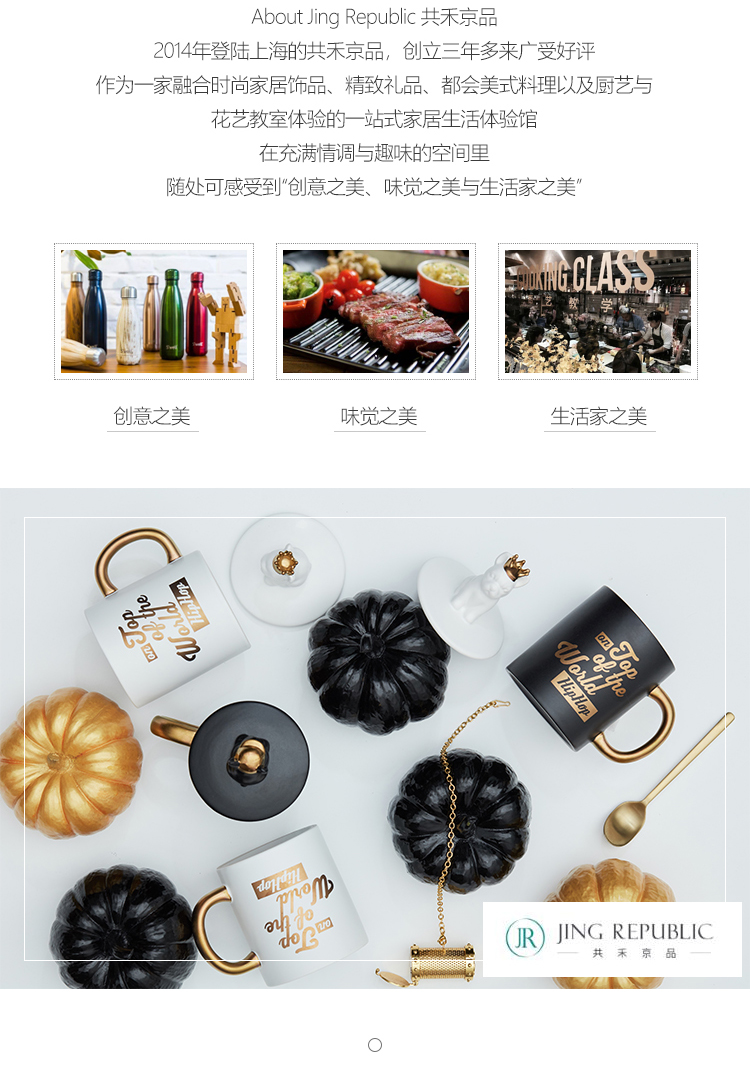 About Jing Republic 共禾京品
2014年登陆上海的共禾京品，创立三年多来广受好评
作为一家融合时尚家居饰品、精致礼品、都会美式料理以及厨艺与
花艺教室体验的一站式家居生活体验馆
在充满情调与趣味的空间里
随处可感受到“创意之美、味觉之美与生活家之美”
COOKING CLASS
艺 教 学
创意之美
味觉之美
生活家之美
on Top
of the
World
HipHop
on Top
of the
World
HipHop
on Top
of the
World
HipHop
JR JING REPUBLIC
共禾京品